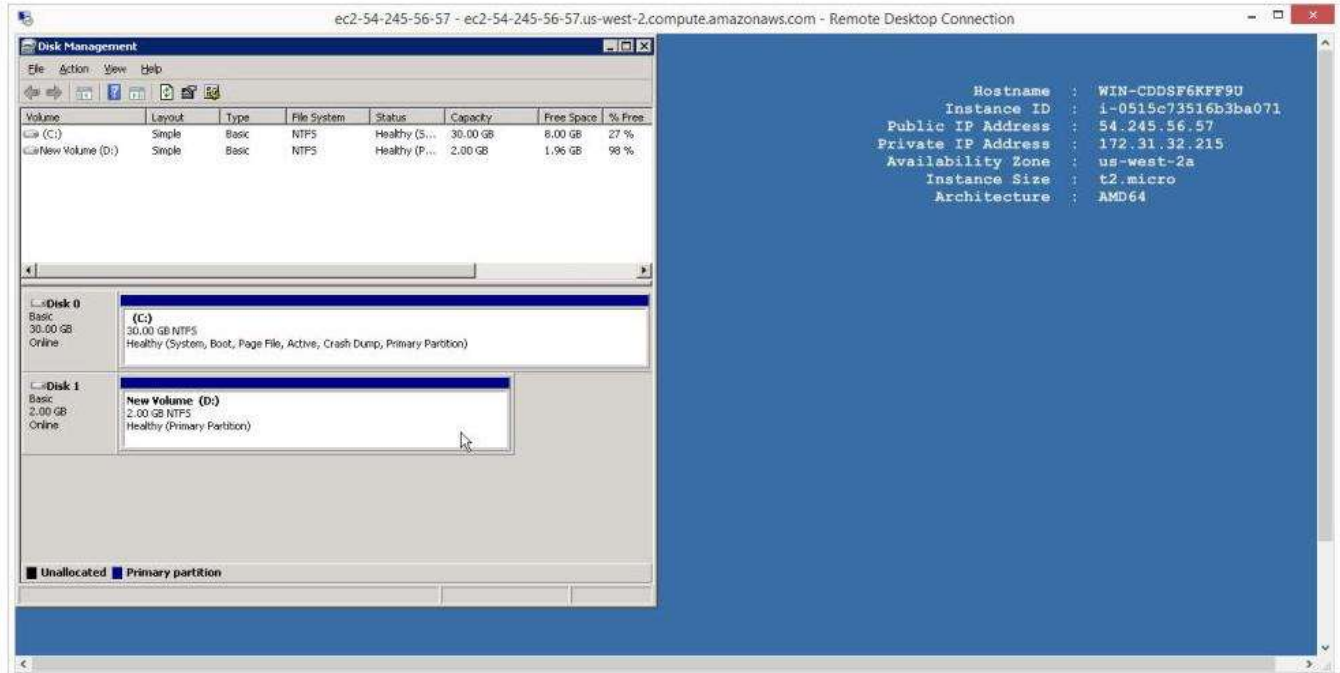 ec2-54-245-56-57 - ec2-54-245-56-57.us-west-2.compute.amazonaws.com - Remote Desktop Connection
Disk Management
File Action View Help
Volume Layout Type File System Status Capacity Free Space % Free
(C:) Simple Basic NTFS Healthy (S... 30.00 GB 8.00 GB 27 %
New Volume (D:) Simple Basic NTFS Healthy (P... 2.00 GB 1.96 GB 98 %
Disk 0
Basic
30.00 GB
Online
(C:)
30.00 GB NTFS
Healthy (System, Boot, Page File, Active, Crash Dump, Primary Partition)
Disk 1
Basic
2.00 GB
Online
New Volume (D:)
2.00 GB NTFS
Healthy (Primary Partition)
Unallocated Primary partition
Hostname : WIN-CDDSF6KFF9U
Instance ID : i-0515c73516b3ba071
Public IP Address : 54.245.56.57
Private IP Address : 172.31.32.215
Availability Zone : us-west-2a
Instance Size : t2.micro
Architecture : AMD64